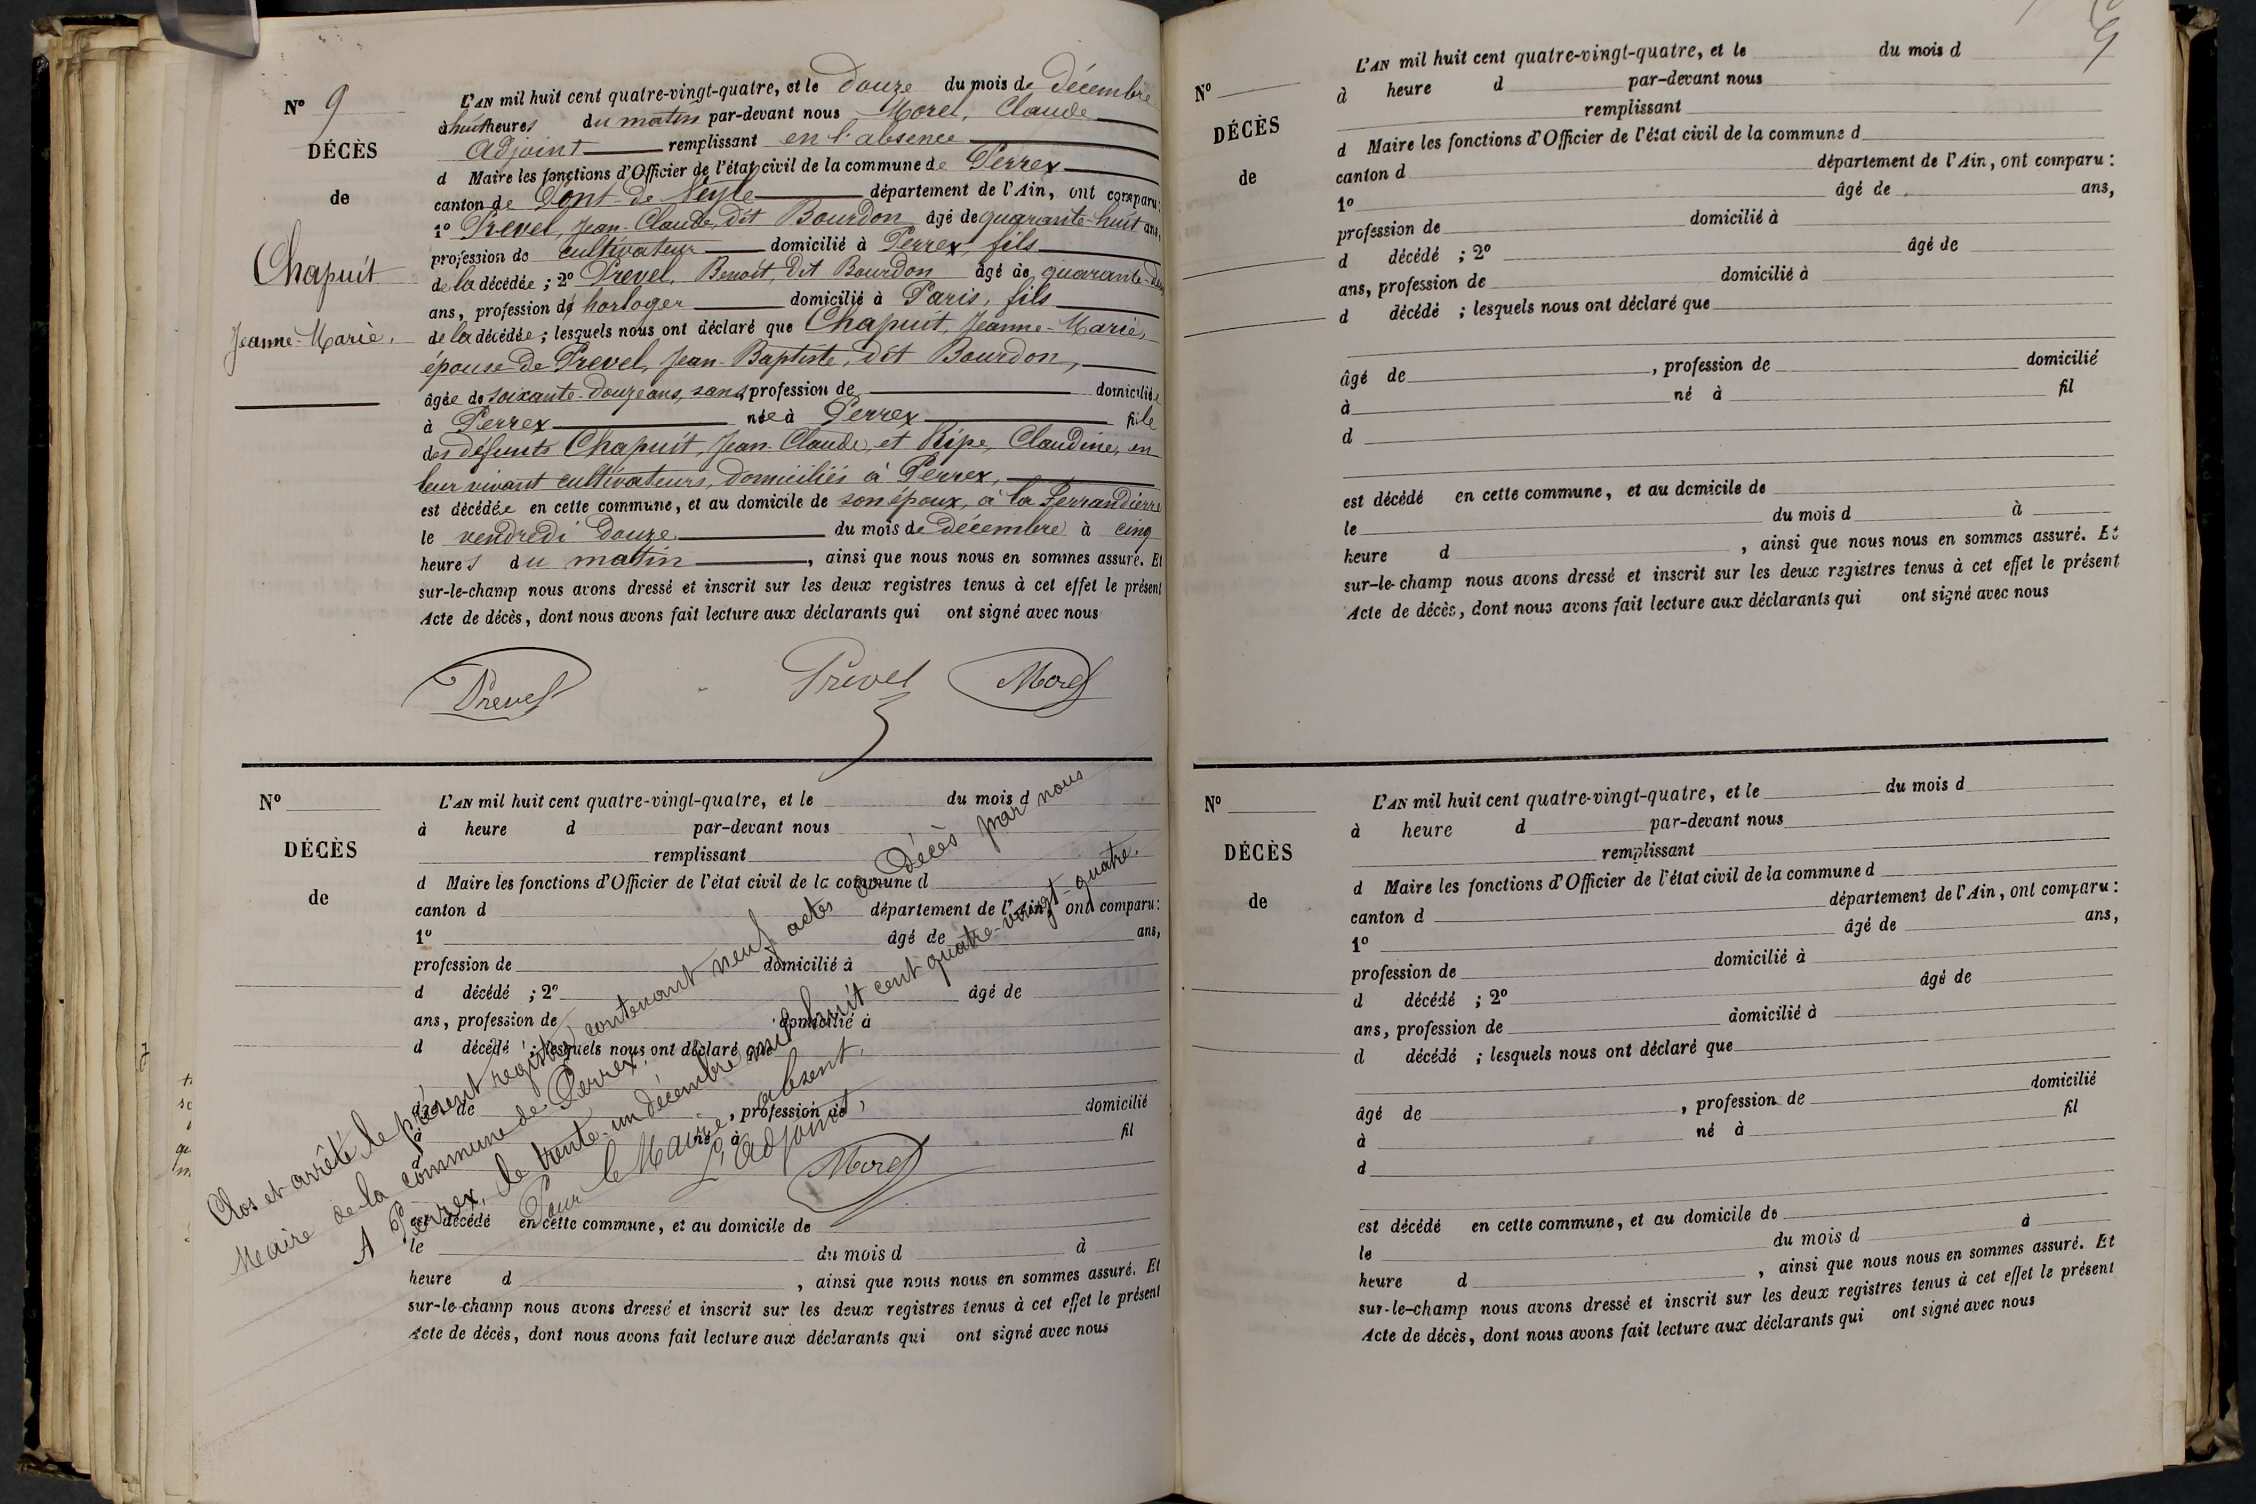 N° 9
DÉCÈS
de
Chapuit
Jeanne-Marie.
L'AN mil huit cent quatre-vingt-quatre, et le douze du mois de décembre
à huit heures du matin par-devant nous Morel, Claude
adjoint remplissant en l'absence
d Maire les fonctions d'Officier de l'état civil de la commune de Perrex
canton de Pont-de-Veyle département de l'Ain, ont comparu:
1° Prevel, Jean-Claude, dit Bourdon âgé de quarante-huit ans,
profession de cultivateur domicilié à Perrex, fils
de la décédée ; 2° Prevel, Benoit, dit Bourdon âgé de quarante-
ans, profession d' horloger domicilié à Paris, fils
de la décédée ; lesquels nous ont déclaré que Chapuit, Jeanne-Marie,
épouse de Prevel, Jean-Baptiste, dit Bourdon,
âgée de soixante-douze ans, sans profession de domiciliée
à Perrex née à Perrex fille
des défunts Chapuit, Jean-Claude, et Ripe, Claudine, en
leur vivant cultivateurs, domiciliés à Perrex,
est décédée en cette commune, et au domicile de son époux, à la Ferrandière
le vendredi douze du mois de décembre à cinq
heures du matin, ainsi que nous nous en sommes assuré. Et
sur-le-champ nous avons dressé et inscrit sur les deux registres tenus à cet effet le présent
Acte de décès, dont nous avons fait lecture aux déclarants qui ont signé avec nous
Prevel Prevel Morel
N°
DÉCÈS
de
L'AN mil huit cent quatre-vingt-quatre, et le du mois d
à heure d par-devant nous
remplissant
d Maire les fonctions d'Officier de l'état civil de la commune d
canton d département de l'Ain, ont comparu:
1° âgé de ans,
profession de domicilié à
d décédé ; 2° âgé de
ans, profession de domicilié à
d décédé ; lesquels nous ont déclaré que
âgé de , profession de domicilié
à né à fil
d
est décédé en cette commune, et au domicile de
le du mois d à
heure d , ainsi que nous nous en sommes assuré. Et
sur-le-champ nous avons dressé et inscrit sur les deux registres tenus à cet effet le présent
Acte de décès, dont nous avons fait lecture aux déclarants qui ont signé avec nous
Clos et arrêté le présent registre contenant neuf actes de Décès par nous
Maire de la commune de Perrex,
A Perrex, le trente-un décembre mil huit cent quatre-vingt-quatre.
Pour le Maire absent,
L'adjoint,
Morel
9
N°
DÉCÈS
de
L'AN mil huit cent quatre-vingt-quatre, et le du mois d
à heure d par-devant nous
remplissant
d Maire les fonctions d'Officier de l'état civil de la commune d
canton d département de l'Ain, ont comparu:
1° âgé de ans,
profession de domicilié à
d décédé ; 2° âgé de
ans, profession de domicilié à
d décédé ; lesquels nous ont déclaré que
âgé de , profession de domicilié
à né à fil
d
est décédé en cette commune, et au domicile de
le du mois d à
heure d , ainsi que nous nous en sommes assuré. Et
sur-le-champ nous avons dressé et inscrit sur les deux registres tenus à cet effet le présent
Acte de décès, dont nous avons fait lecture aux déclarants qui ont signé avec nous
N°
DÉCÈS
de
L'AN mil huit cent quatre-vingt-quatre, et le du mois d
à heure d par-devant nous
remplissant
d Maire les fonctions d'Officier de l'état civil de la commune d
canton d département de l'Ain, ont comparu:
1° âgé de ans,
profession de domicilié à
d décédé ; 2° âgé de
ans, profession de domicilié à
d décédé ; lesquels nous ont déclaré que
âgé de , profession de domicilié
à né à fil
d
est décédé en cette commune, et au domicile de
le du mois d à
heure d , ainsi que nous nous en sommes assuré. Et
sur-le-champ nous avons dressé et inscrit sur les deux registres tenus à cet effet le présent
Acte de décès, dont nous avons fait lecture aux déclarants qui ont signé avec nous